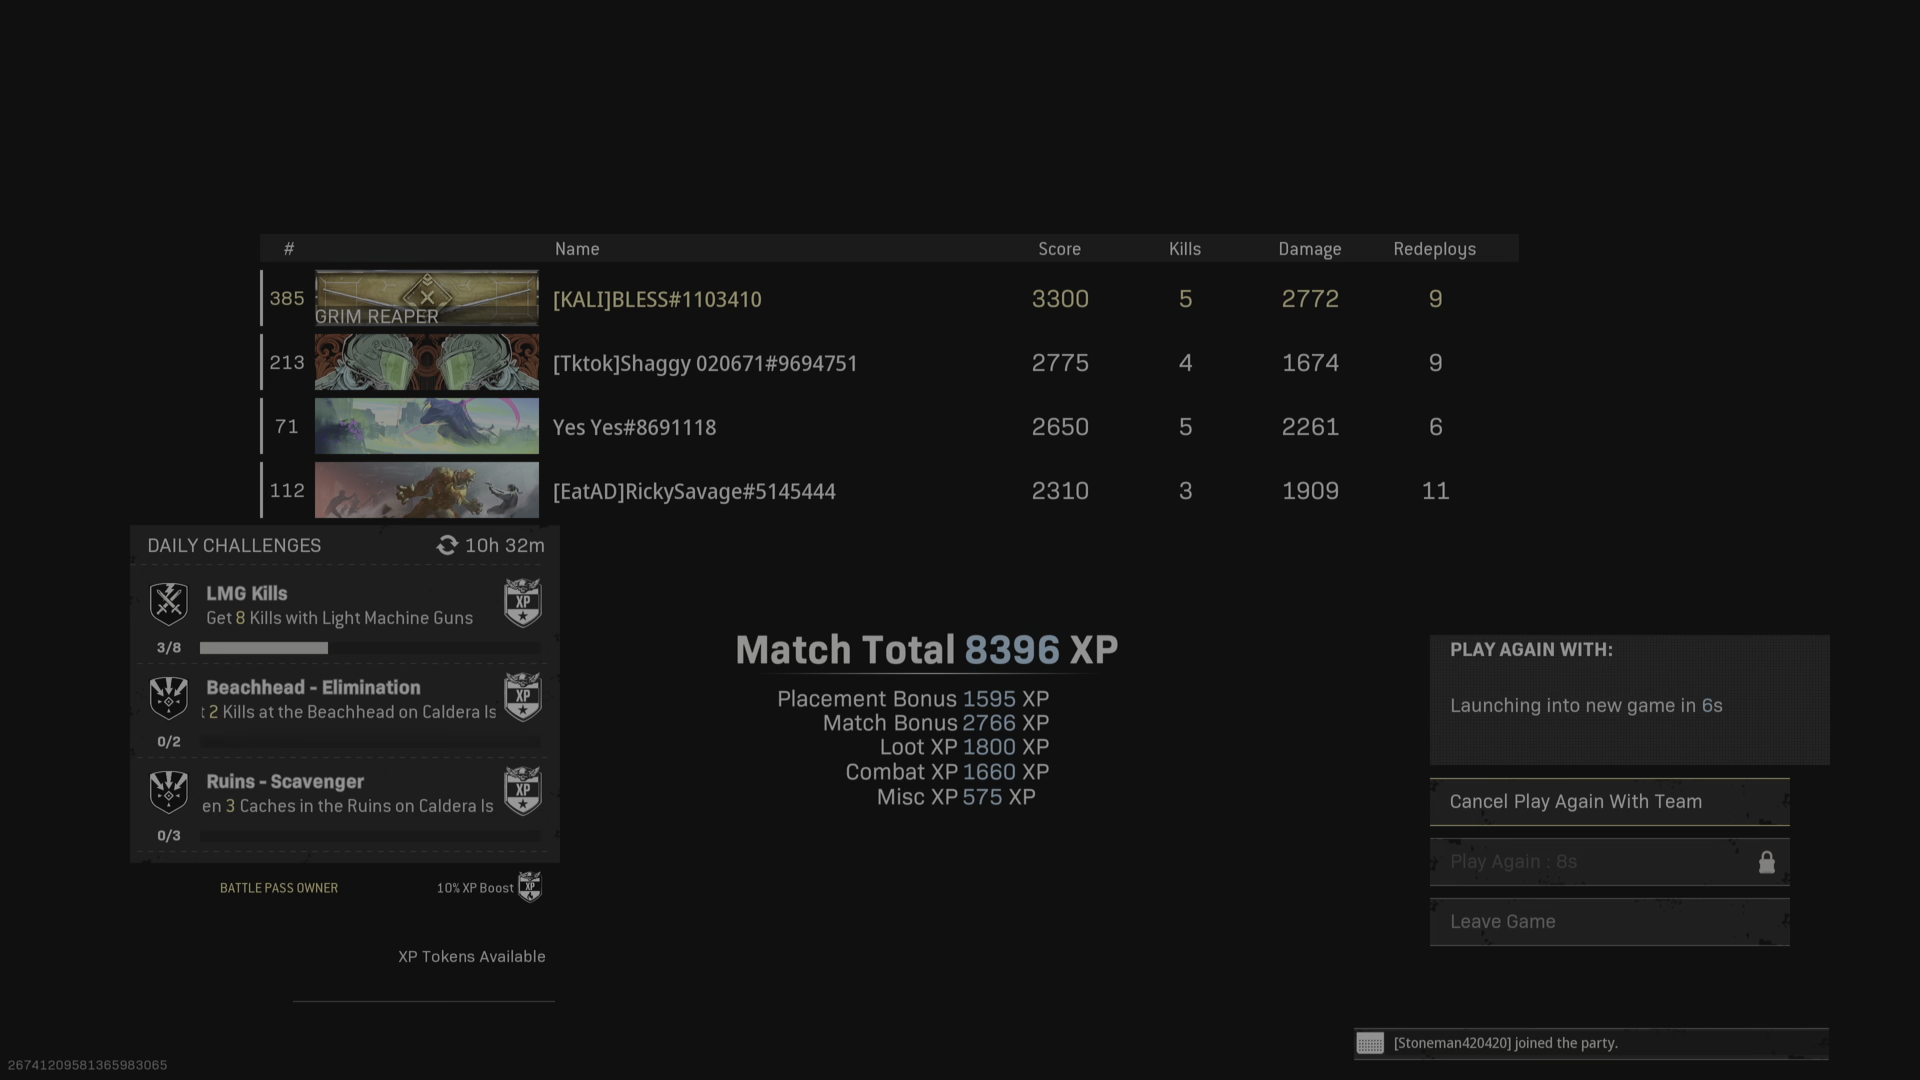 # Name Score Kills Damage Redeploys
385 GRIM REAPER [KALI]BLESS#1103410 3300 5 2772 9
213 [Tktok]Shaggy 020671#9694751 2775 4 1674 9
71 Yes Yes#8691118 2650 5 2261 6
112 [EatAD]RickySavage#5145444 2310 3 1909 11
DAILY CHALLENGES 10h 32m
LMG Kills
Get 8 Kills with Light Machine Guns
XP
3/8
Beachhead - Elimination
t 2 Kills at the Beachhead on Caldera Is
XP
0/2
Ruins - Scavenger
en 3 Caches in the Ruins on Caldera Is
XP
0/3
BATTLE PASS OWNER 10% XP Boost XP
XP Tokens Available
Match Total 8396 XP
Placement Bonus 1595 XP
Match Bonus 2766 XP
Loot XP 1800 XP
Combat XP 1660 XP
Misc XP 575 XP
PLAY AGAIN WITH:
Launching into new game in 6s
Cancel Play Again With Team
Play Again : 8s
Leave Game
[Stoneman420420] joined the party.
26741209581365983065